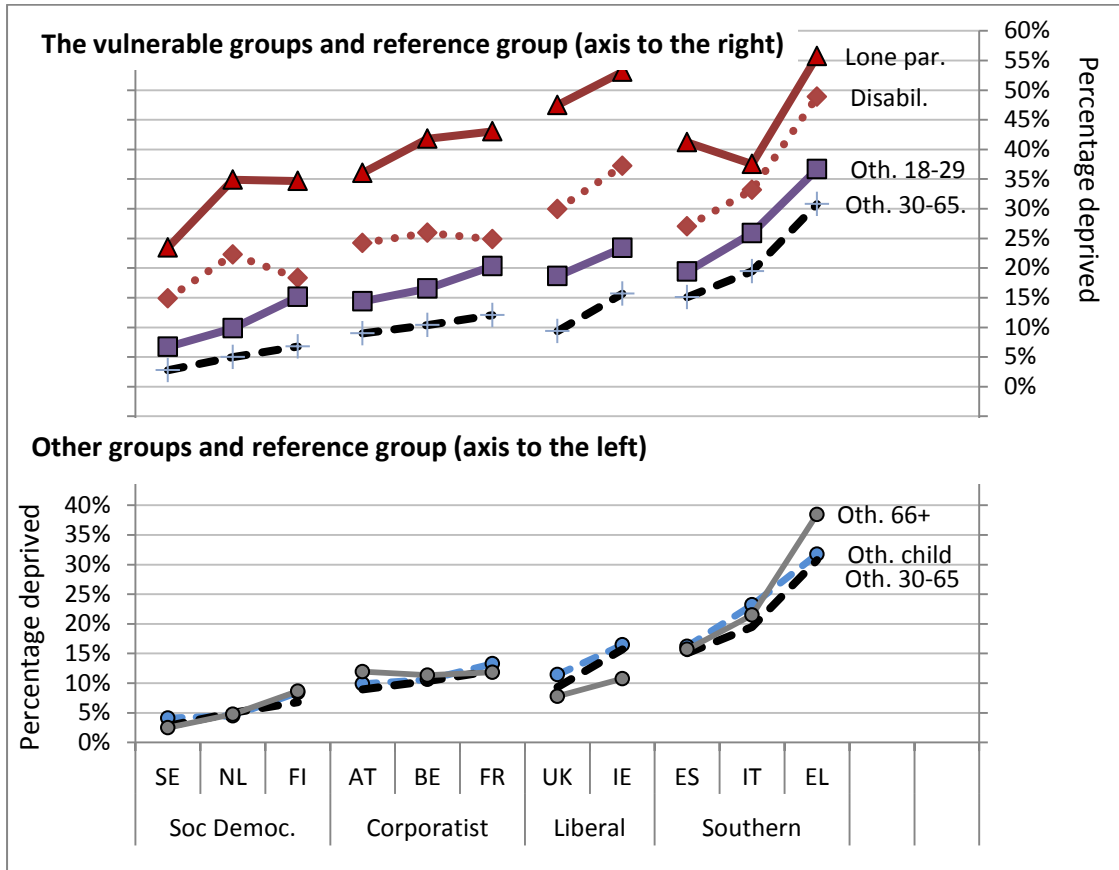 The vulnerable groups and reference group (axis to the right)
60%
55%
50%
45%
40%
35%
30%
25%
20%
15%
10%
5%
0%
Percentage deprived
Lone par.
Disabil.
Oth. 18-29
Oth. 30-65.
Other groups and reference group (axis to the left)
Percentage deprived
40%
35%
30%
25%
20%
15%
10%
5%
0%
Oth. 66+
Oth. child
Oth. 30-65
SE NL FI AT BE FR UK IE ES IT EL
Soc Democ. Corporatist Liberal Southern